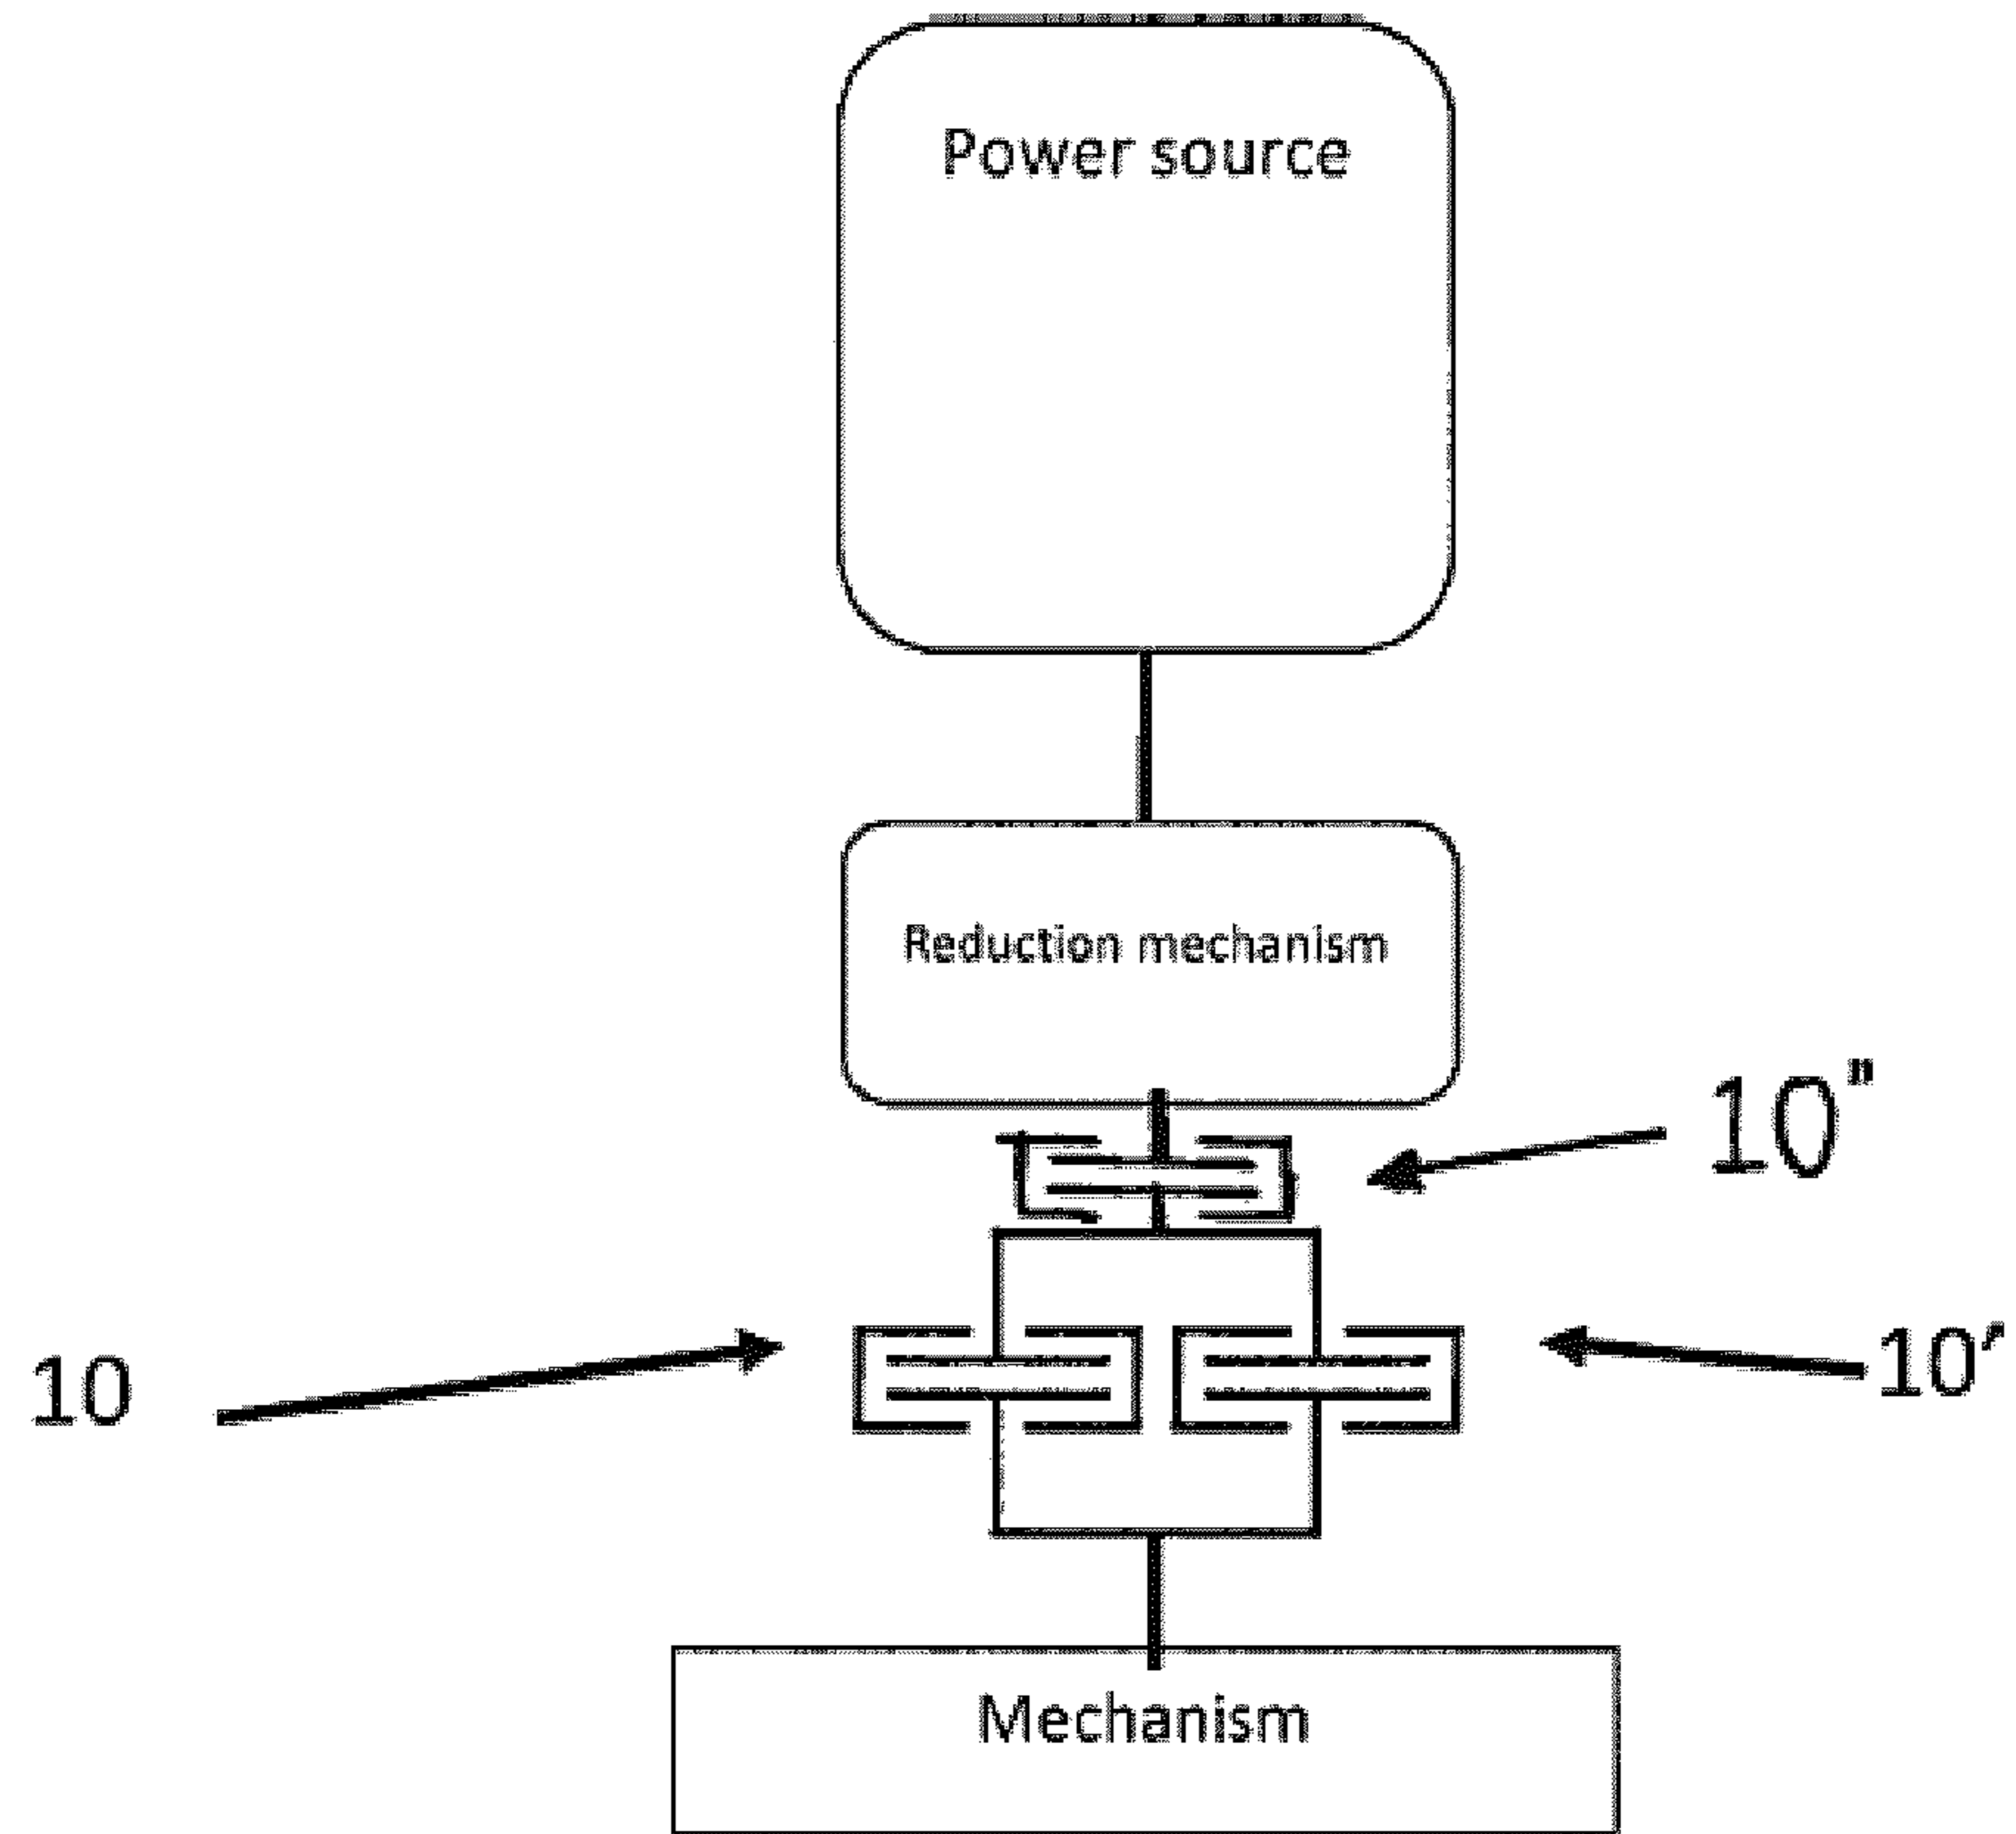 Power source
Reduction mechanism
10"
10
10'
Mechanism